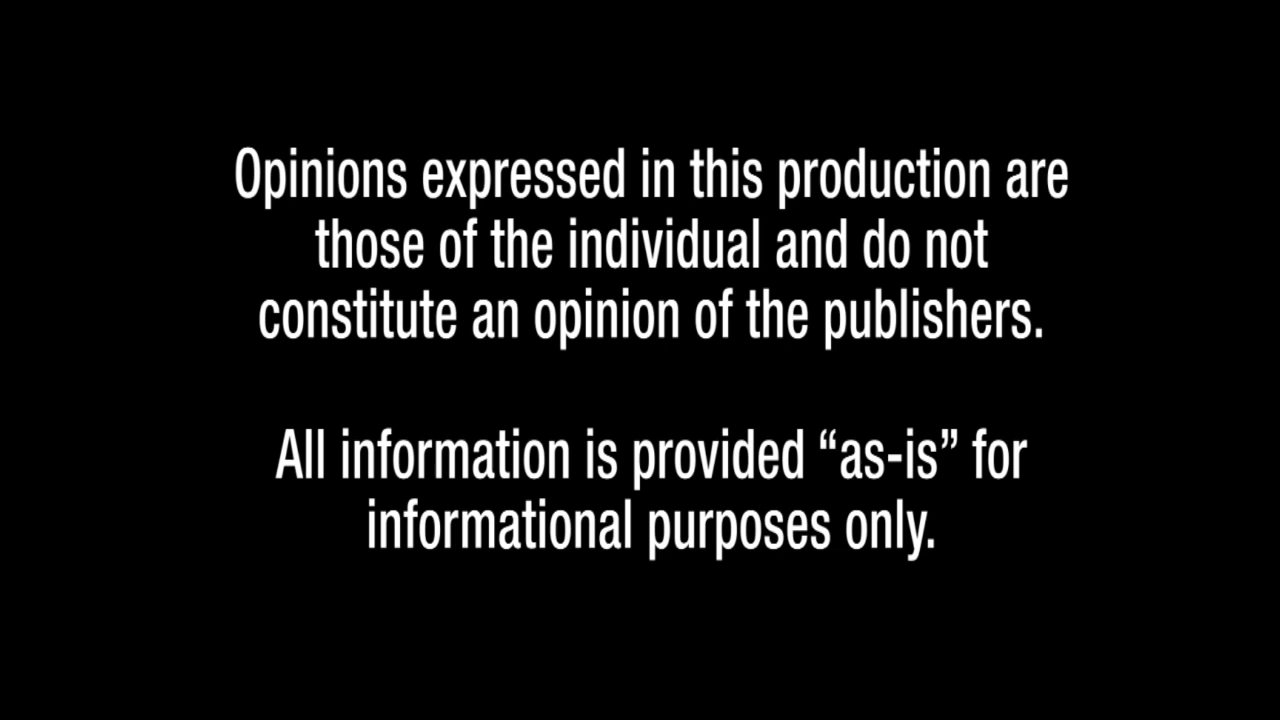 Opinions expressed in this production are
those of the individual and do not
constitute an opinion of the publishers.
All information is provided “as-is” for
informational purposes only.